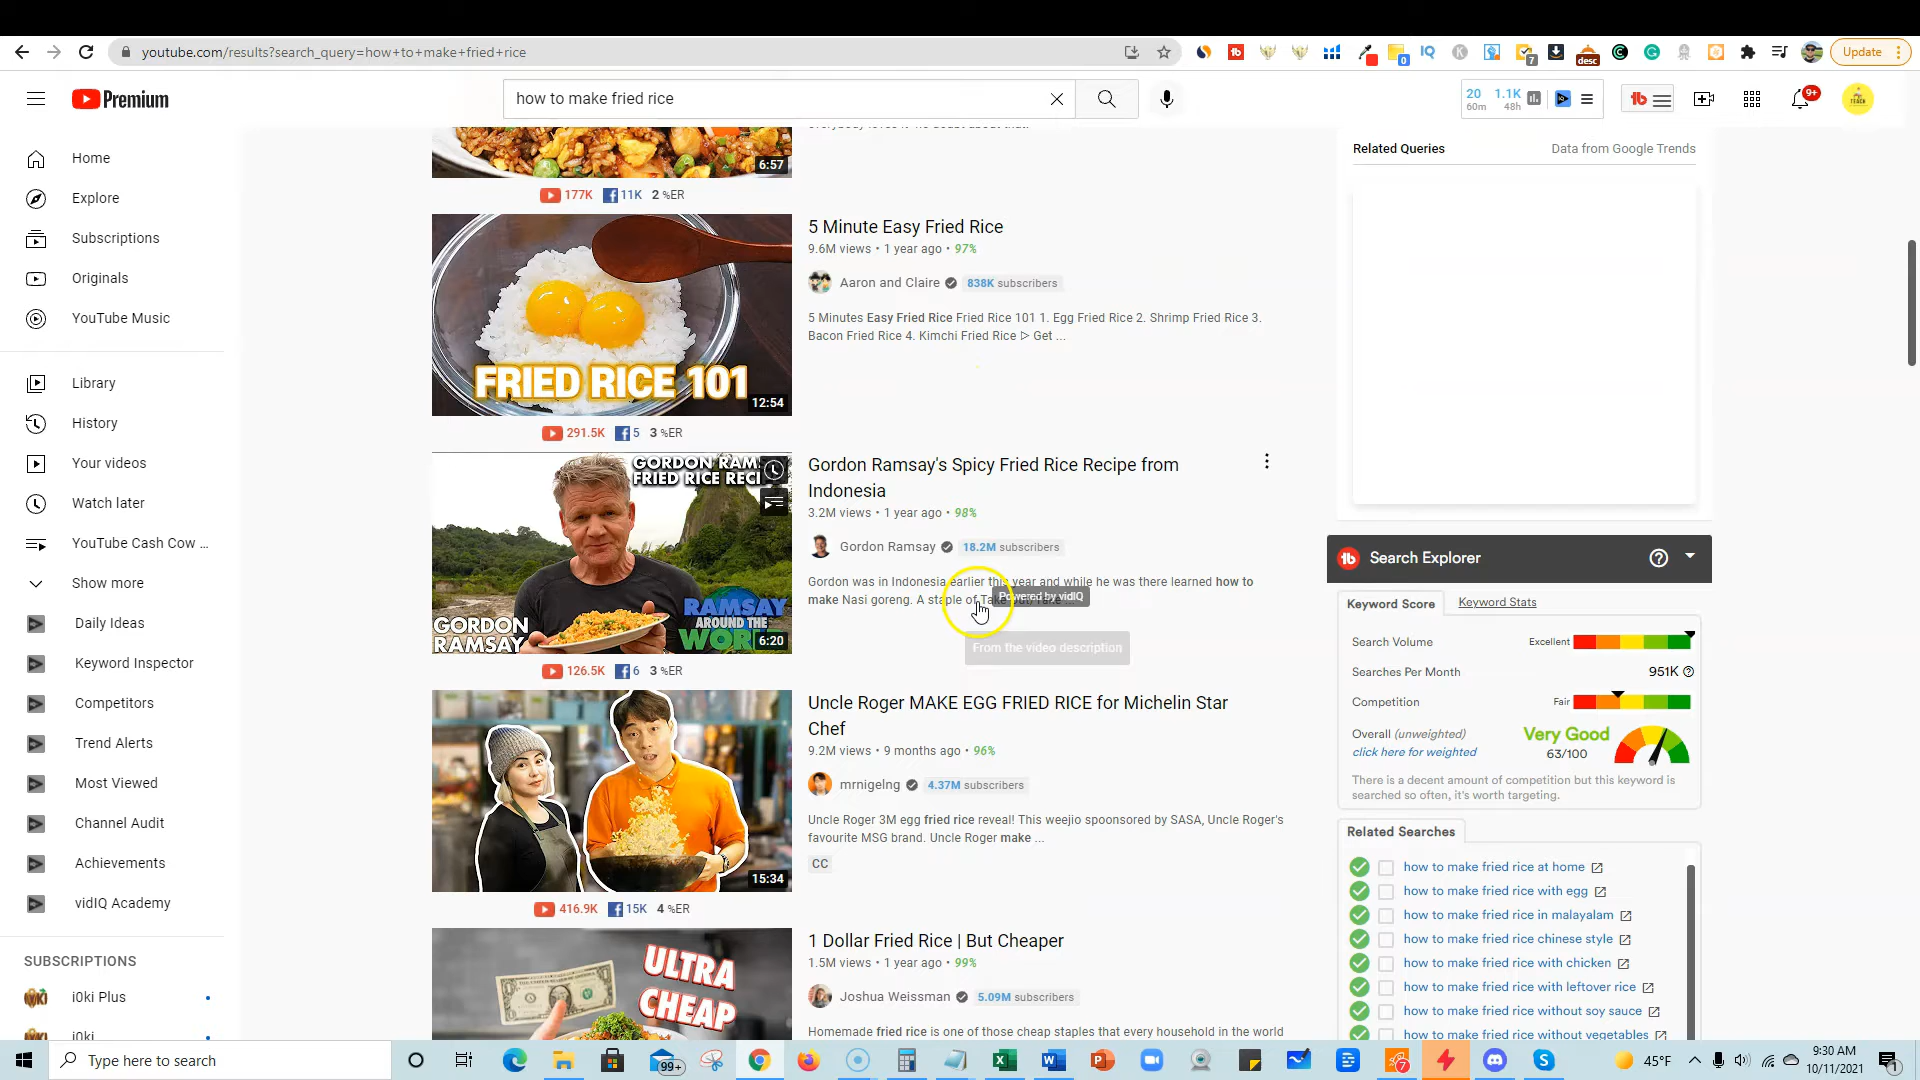 youtube.com/results?search_query=how+to+make+fried+rice
0
7
desc
Update
Premium
how to make fried rice
20
60m
1.1K
48h
9+
Home
Explore
Subscriptions
Originals
YouTube Music
Library
History
Your videos
Watch later
YouTube Cash Cow ...
Show more
Daily Ideas
Keyword Inspector
Competitors
Trend Alerts
Most Viewed
Channel Audit
Achievements
vidIQ Academy
SUBSCRIPTIONS
i0ki Plus
i0ki
6:57
177K 11K 2 %ER
FRIED RICE 101
12:54
5 Minute Easy Fried Rice
9.6M views • 1 year ago • 97%
Aaron and Claire 838K subscribers
5 Minutes Easy Fried Rice Fried Rice 101 1. Egg Fried Rice 2. Shrimp Fried Rice 3.
Bacon Fried Rice 4. Kimchi Fried Rice ▷ Get ...
291.5K 5 3 %ER
GORDON RAM
FRIED RICE RECI
GORDON
RAMSAY
RAMSAY
AROUND THE
WORLD
6:20
Gordon Ramsay's Spicy Fried Rice Recipe from
Indonesia
3.2M views • 1 year ago • 98%
Gordon Ramsay 18.2M subscribers
Gordon was in Indonesia earlier this year and while he was there learned how to
make Nasi goreng. A staple of
Powered by vidIQ
From the video description
126.5K 6 3 %ER
15:34
Uncle Roger MAKE EGG FRIED RICE for Michelin Star
Chef
9.2M views • 9 months ago • 96%
mrnigelng 4.37M subscribers
Uncle Roger 3M egg fried rice reveal! This weejio spoonsored by SASA, Uncle Roger's
favourite MSG brand. Uncle Roger make ...
CC
416.9K 15K 4 %ER
ULTRA
CHEAP
1 Dollar Fried Rice | But Cheaper
1.5M views • 1 year ago • 99%
Joshua Weissman 5.09M subscribers
Homemade fried rice is one of those cheap staples that every household in the world
Related Queries Data from Google Trends
Search Explorer
Keyword Score Keyword Stats
Search Volume Excellent
Searches Per Month 951K
Competition Fair
Overall (unweighted)
click here for weighted
Very Good
63/100
There is a decent amount of competition but this keyword is
searched so often, it's worth targeting.
Related Searches
how to make fried rice at home
how to make fried rice with egg
how to make fried rice in malayalam
how to make fried rice chinese style
how to make fried rice with chicken
how to make fried rice with leftover rice
how to make fried rice without soy sauce
how to make fried rice without vegetables
Type here to search
99+
7
45°F
9:30 AM
10/11/2021
1